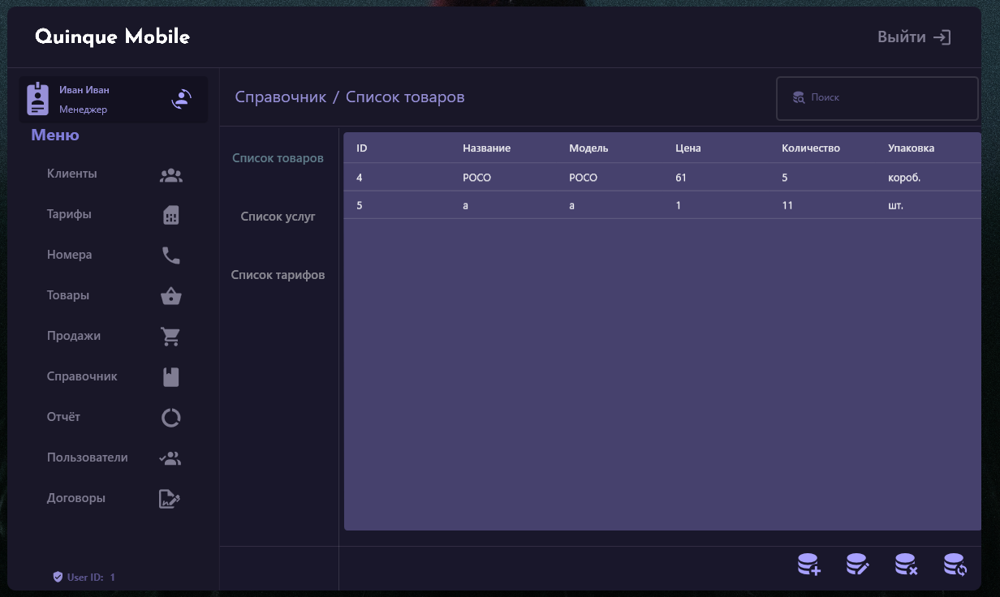 Quinque Mobile
Выйти
Иван Иван
Менеджер
Меню
Клиенты
Тарифы
Номера
Товары
Продажи
Справочник
Отчёт
Пользователи
Договоры
User ID: 1
Справочник / Список товаров
Поиск
Список товаров
Список услуг
Список тарифов
ID Название Модель Цена Количество Упаковка
4 POCO POCO 61 5 короб.
5 а а 1 11 шт.